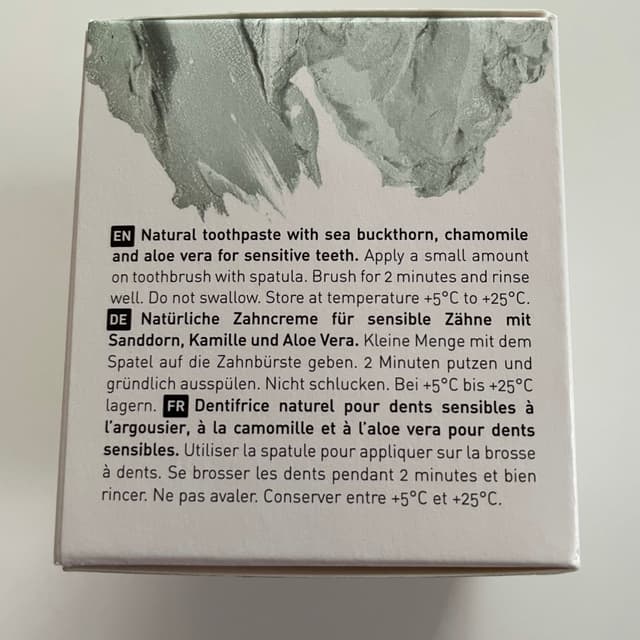 EN Natural toothpaste with sea buckthorn, chamomile
and aloe vera for sensitive teeth. Apply a small amount
on toothbrush with spatula. Brush for 2 minutes and rinse
well. Do not swallow. Store at temperature +5°C to +25°C.
DE Natürliche Zahncreme für sensible Zähne mit
Sanddorn, Kamille und Aloe Vera. Kleine Menge mit dem
Spatel auf die Zahnbürste geben. 2 Minuten putzen und
gründlich ausspülen. Nicht schlucken. Bei +5°C bis +25°C
lagern. FR Dentifrice naturel pour dents sensibles à
l'argousier, à la camomille et à l'aloe vera pour dents
sensibles. Utiliser la spatule pour appliquer sur la brosse
à dents. Se brosser les dents pendant 2 minutes et bien
rincer. Ne pas avaler. Conserver entre +5°C et +25°C.